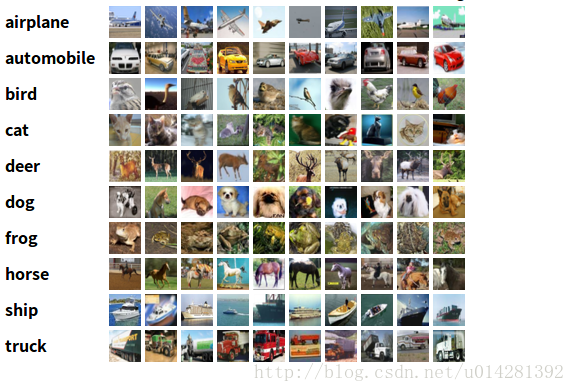 airplane
automobile
bird
cat
deer
dog
frog
horse
ship
truck
http://blog.csdn.net/u014281392